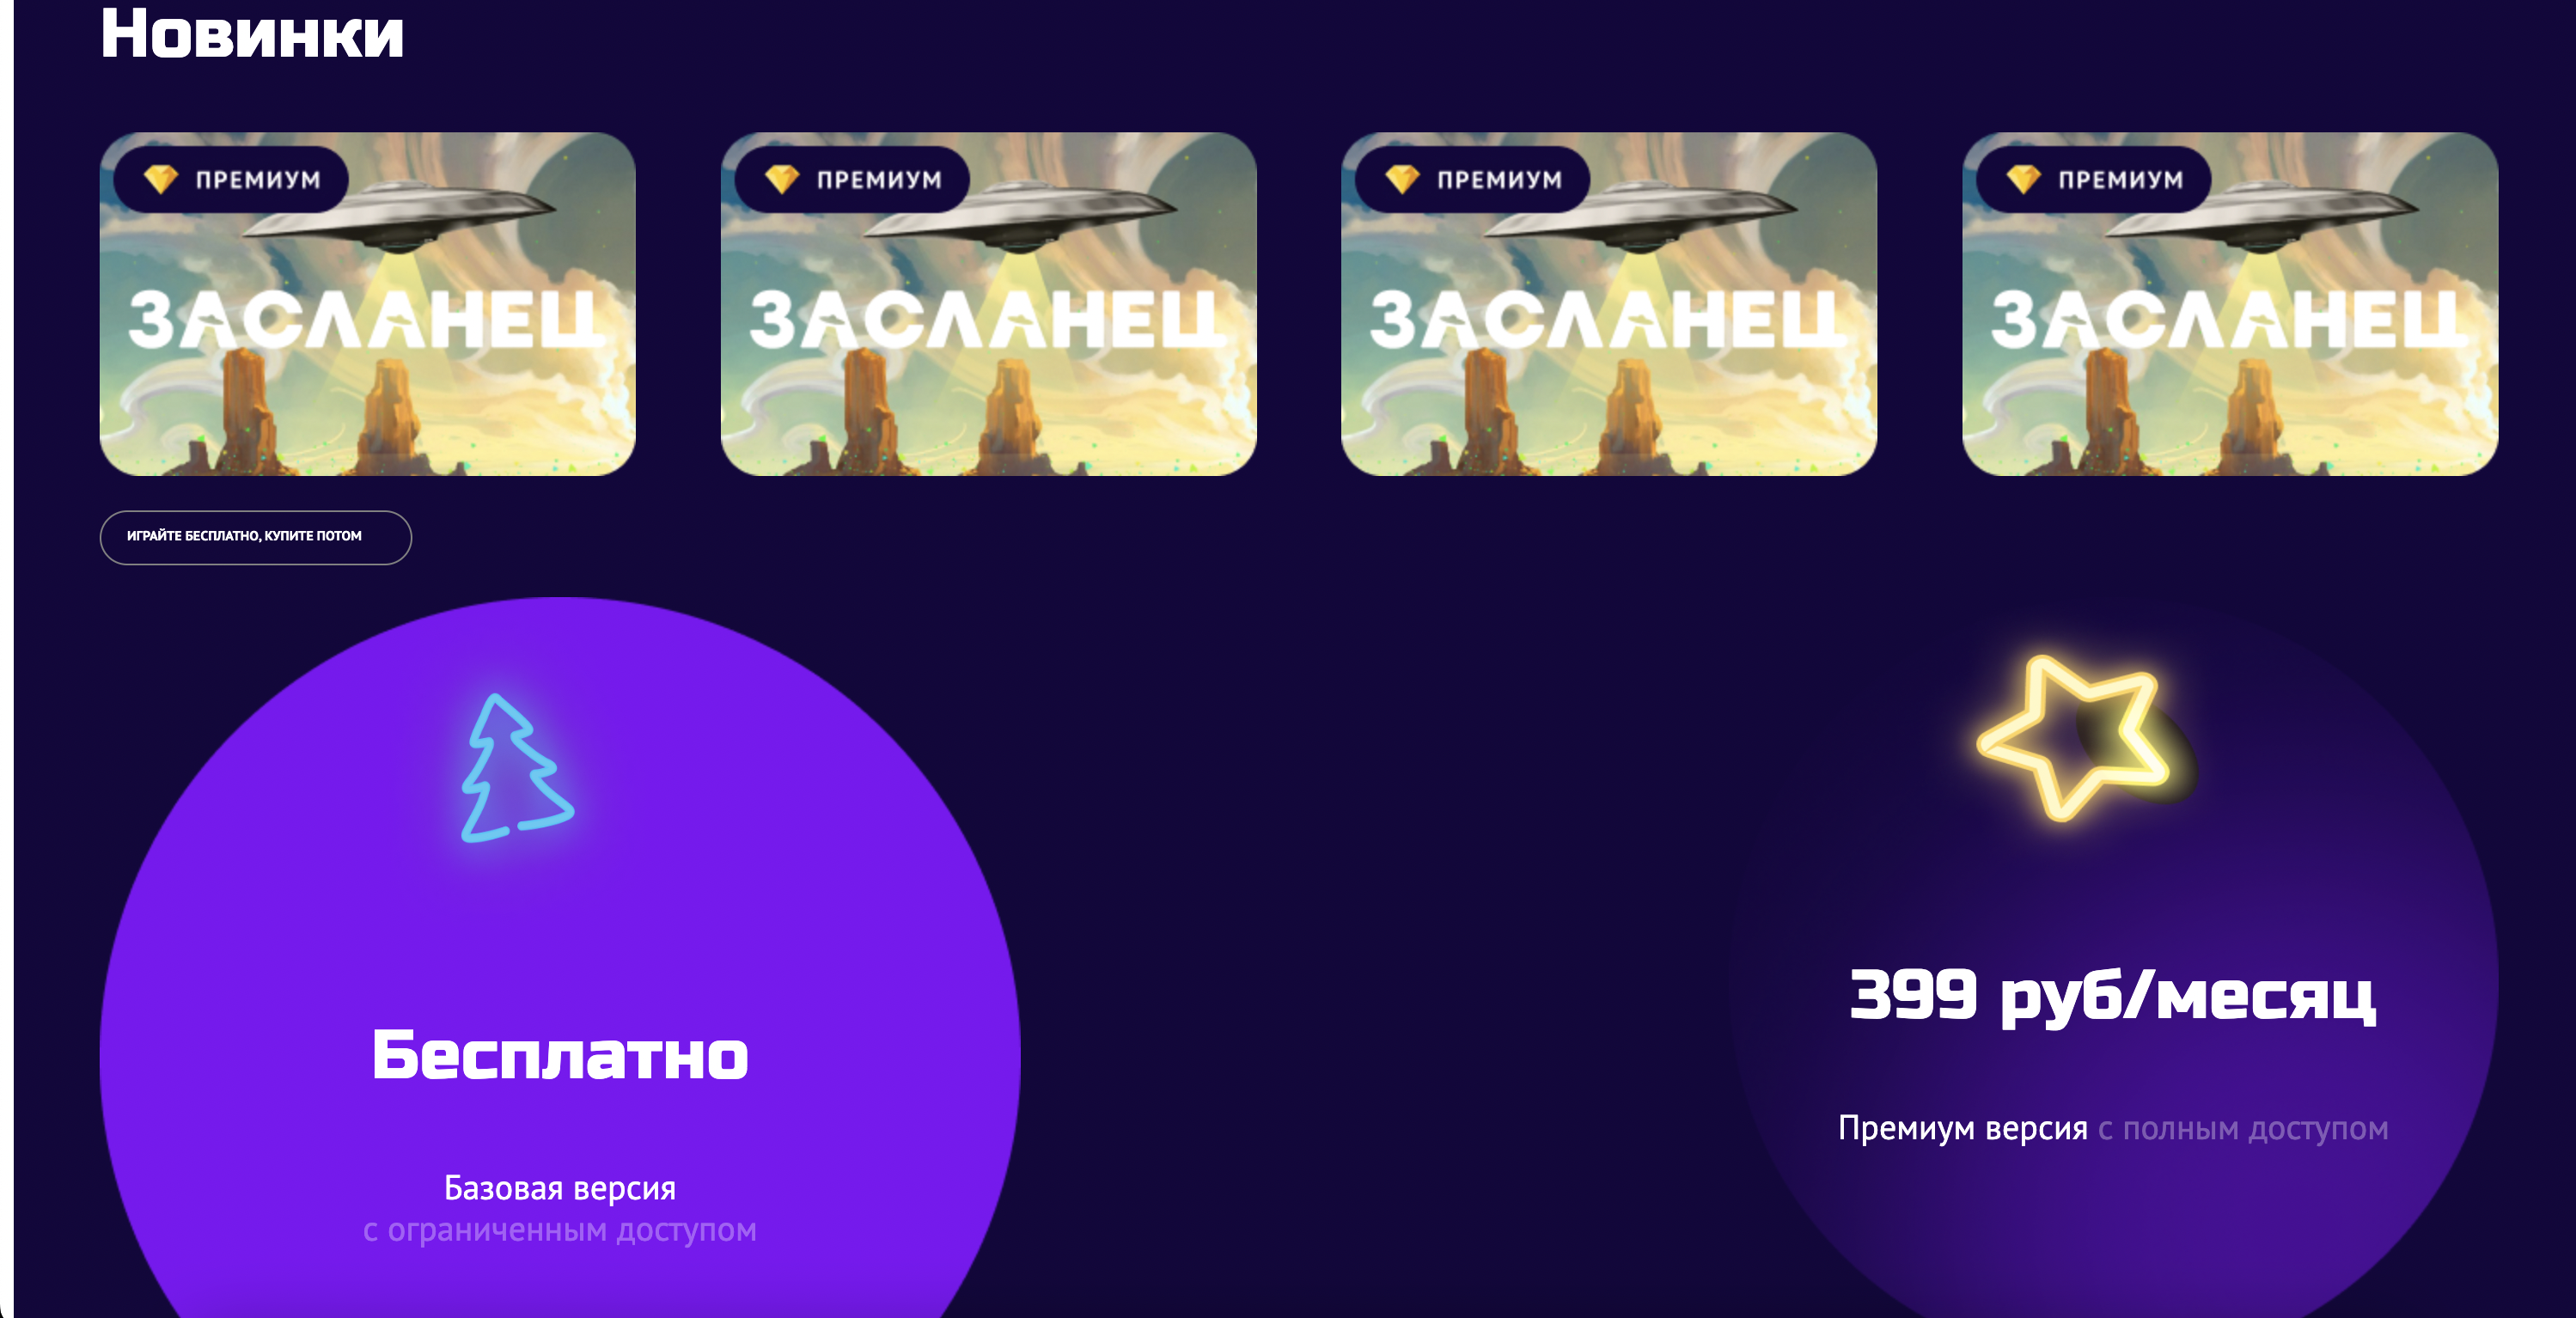 Новинки
ПРЕМИУМ
ЗАСЛАНЕЦ
ПРЕМИУМ
ЗАСЛАНЕЦ
ПРЕМИУМ
ЗАСЛАНЕЦ
ПРЕМИУМ
ЗАСЛАНЕЦ
ИГРАЙТЕ БЕСПЛАТНО, КУПИТЕ ПОТОМ
Бесплатно
Базовая версия
с ограниченным доступом
399 руб/месяц
Премиум версия с полным доступом